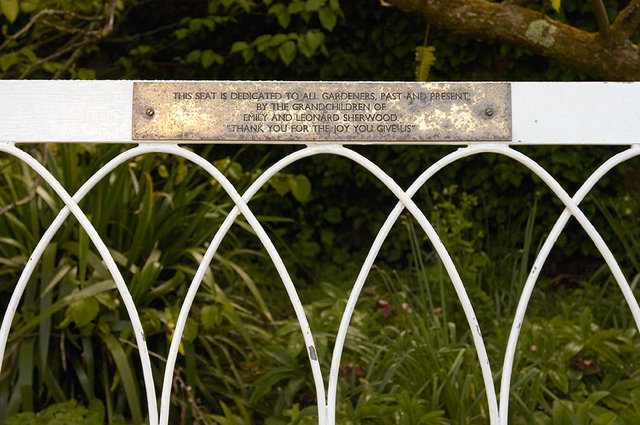 THIS SEAT IS DEDICATED TO ALL GARDENERS, PAST AND PRESENT,
BY THE GRANDCHILDREN OF
EMILY AND LEONARD SHERWOOD.
"THANK YOU FOR THE JOY YOU GIVE US"